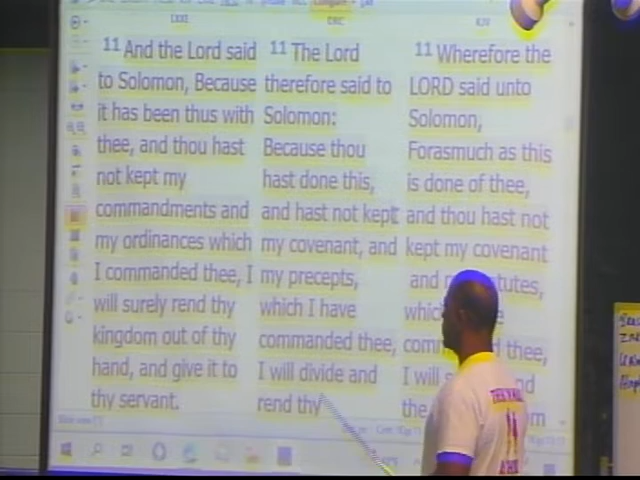 LXXE
DRC
KJV
11 And the Lord said
to Solomon, Because
it has been thus with
thee, and thou hast
not kept my
commandments and
my ordinances which
I commanded thee, I
will surely rend thy
kingdom out of thy
hand, and give it to
thy servant.
11 The Lord
therefore said to
Solomon:
Because thou
hast done this,
and hast not kept
my covenant, and
my precepts,
which I have
commanded thee,
I will divide and
rend thy
11 Wherefore the
LORD said unto
Solomon,
Forasmuch as this
is done of thee,
and thou hast not
kept my covenant
and
thee,
I will
the